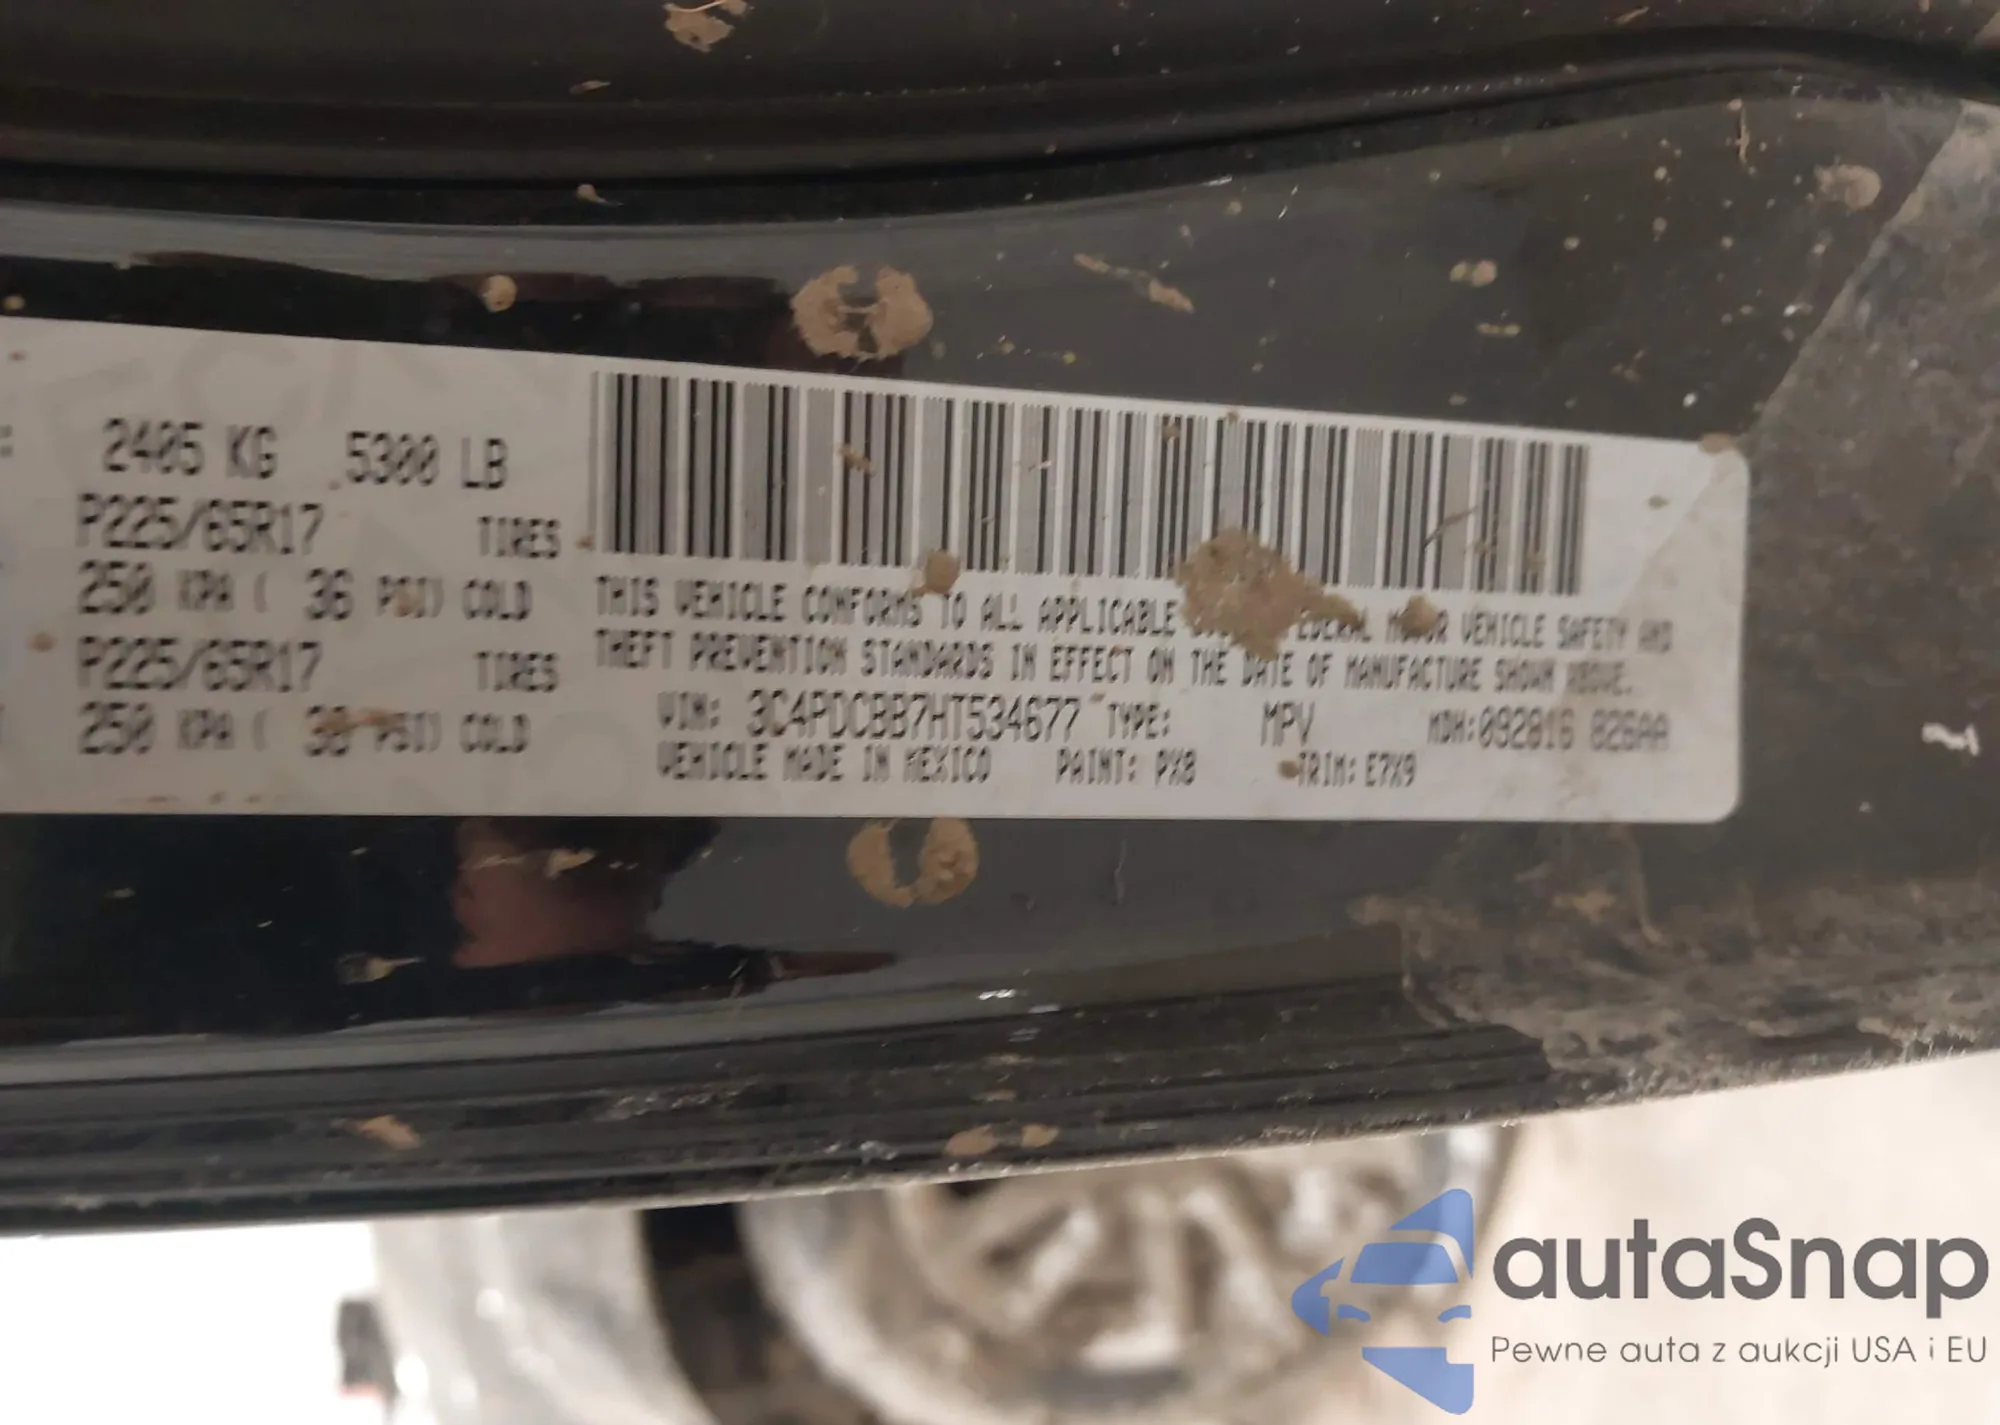 2405 KG 5300 LB
P225/65R17 TIRES
250 KPA ( 36 PSI) COLD
P225/65R17 TIRES
250 KPA ( 36 PSI) COLD
THIS VEHICLE CONFORMS TO ALL APPLICABLE FEDERAL MOTOR VEHICLE SAFETY AND
THEFT PREVENTION STANDARDS IN EFFECT ON THE DATE OF MANUFACTURE SHOWN ABOVE.
VIN: 3C4PDCBB7HT534677 TYPE: MPV MDH:092816 826AA
VEHICLE MADE IN MEXICO PAINT: PX8 TRIM: E7X9
autaSnap
Pewne auta z aukcji USA i EU